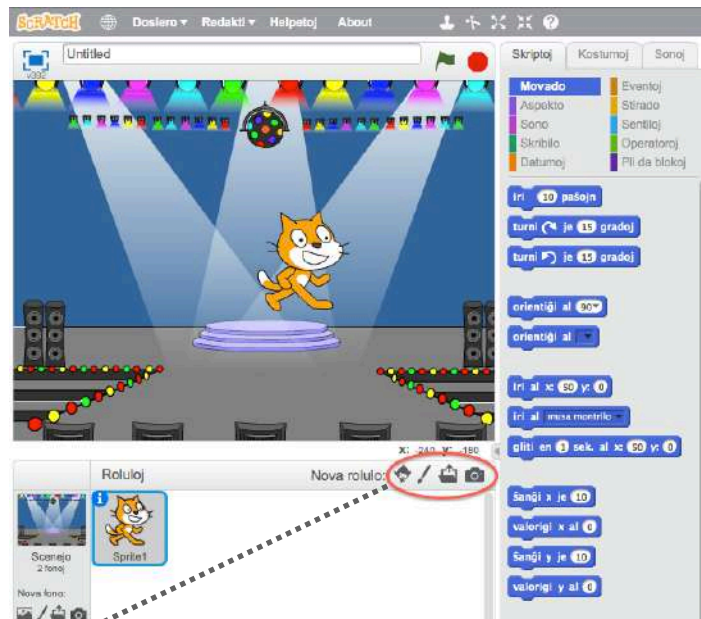 SCRATCH Dosiero Redakti Helpetoj About
v392
Untitled
Skriptoj Kostumoj Sonoj
Movado
Aspekto
Sono
Skribilo
Datumoj
Eventoj
Stirado
Sentiloj
Operatoroj
Pli da blokoj
iri 10 paŝojn
turni je 15 gradoj
turni je 15 gradoj
orientiĝi al 90
orientiĝi al
iri al x: 50 y: 0
iri al musa montrilo
gliti en 1 sek. al x: 50 y: 0
ŝanĝi x je 10
valorigi x al 0
ŝanĝi y je 10
valorigi y al 0
X: -240 Y: -180
Roluloj Nova rolulo:
Scenejo
2 fonoj
Sprite1
Nova fono: